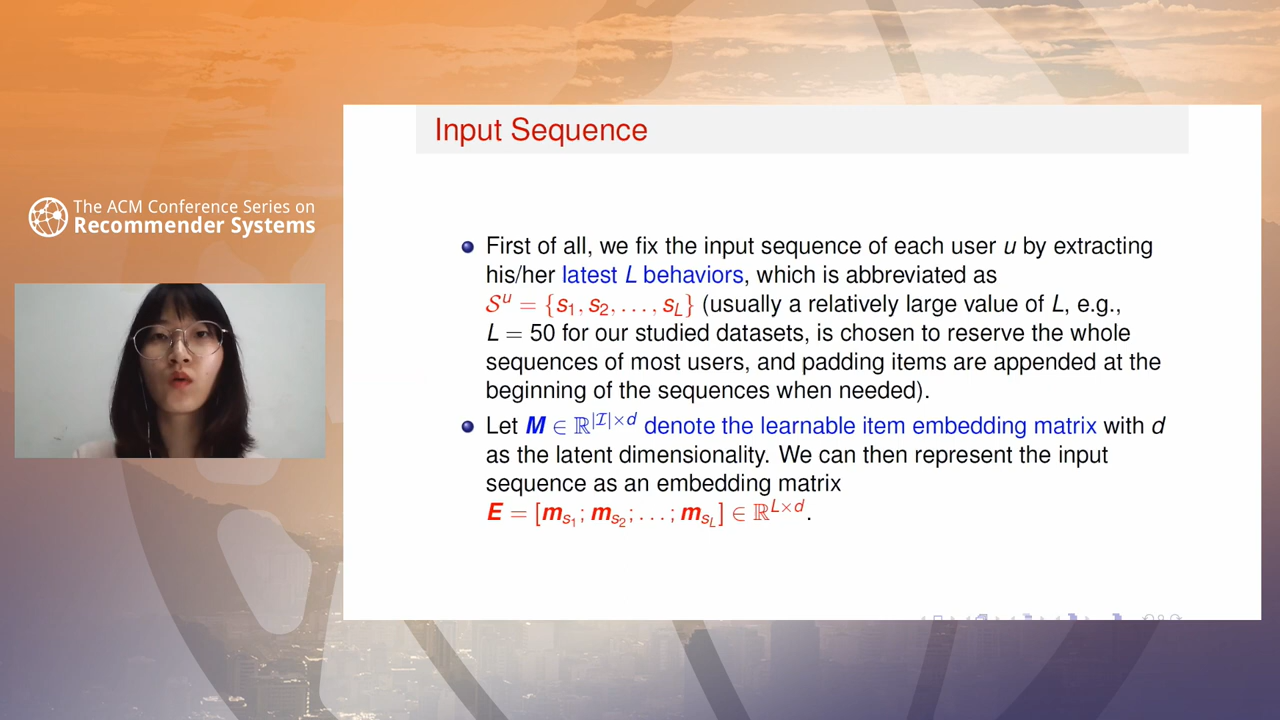 The ACM Conference Series on
Recommender Systems
Input Sequence
First of all, we fix the input sequence of each user u by extracting
his/her latest L behaviors, which is abbreviated as
𝒮ᵘ = {s₁, s₂, . . . , s_L} (usually a relatively large value of L, e.g.,
L = 50 for our studied datasets, is chosen to reserve the whole
sequences of most users, and padding items are appended at the
beginning of the sequences when needed).
Let M ∈ ℝ^{|ℐ|×d} denote the learnable item embedding matrix with d
as the latent dimensionality. We can then represent the input
sequence as an embedding matrix
E = [m_{s₁}; m_{s₂}; . . . ; m_{s_L}] ∈ ℝ^{L×d}.